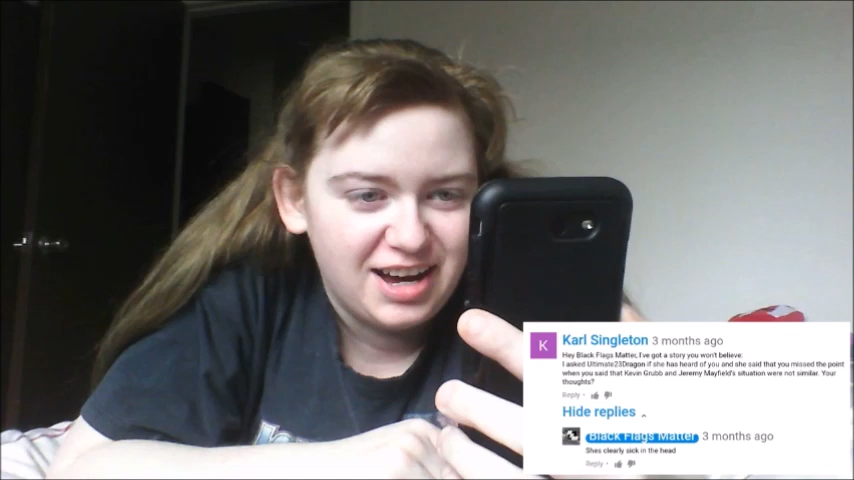 K
Karl Singleton 3 months ago
Hey Black Flags Matter, I've got a story you won't believe:
I asked Ultimate23Dragon if she has heard of you and she said that you missed the point
when you said that Kevin Grubb and Jeremy Mayfield's situation were not similar. Your
thoughts?
Reply
Hide replies
Black Flags Matter 3 months ago
Shes clearly sick in the head
Reply